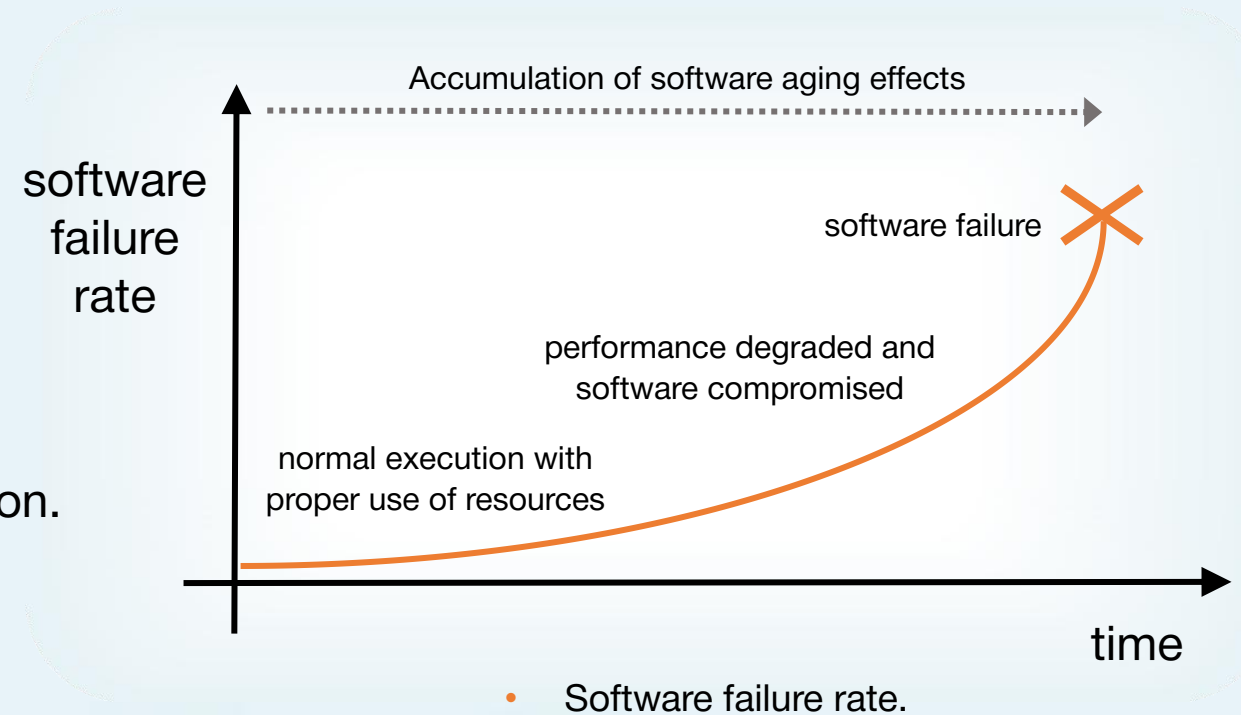 Accumulation of software aging effects
software
failure
rate
software failure
performance degraded and
software compromised
normal execution with
proper use of resources
on.
time
• Software failure rate.